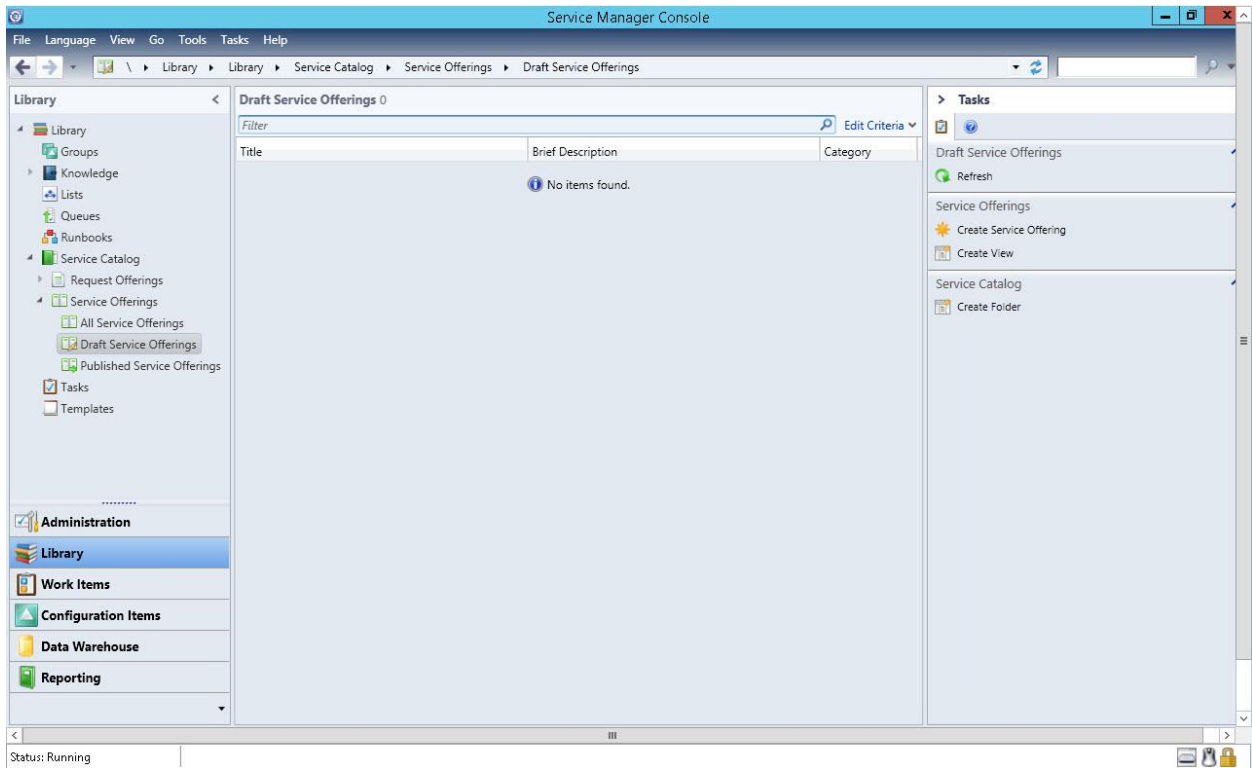 Service Manager Console
File Language View Go Tools Tasks Help
\ Library Library Service Catalog Service Offerings Draft Service Offerings
Library
Library
Groups
Knowledge
Lists
Queues
Runbooks
Service Catalog
Request Offerings
Service Offerings
All Service Offerings
Draft Service Offerings
Published Service Offerings
Tasks
Templates
Administration
Library
Work Items
Configuration Items
Data Warehouse
Reporting
Draft Service Offerings 0
Filter Edit Criteria
Title Brief Description Category
No items found.
Tasks
Draft Service Offerings
Refresh
Service Offerings
Create Service Offering
Create View
Service Catalog
Create Folder
Status: Running